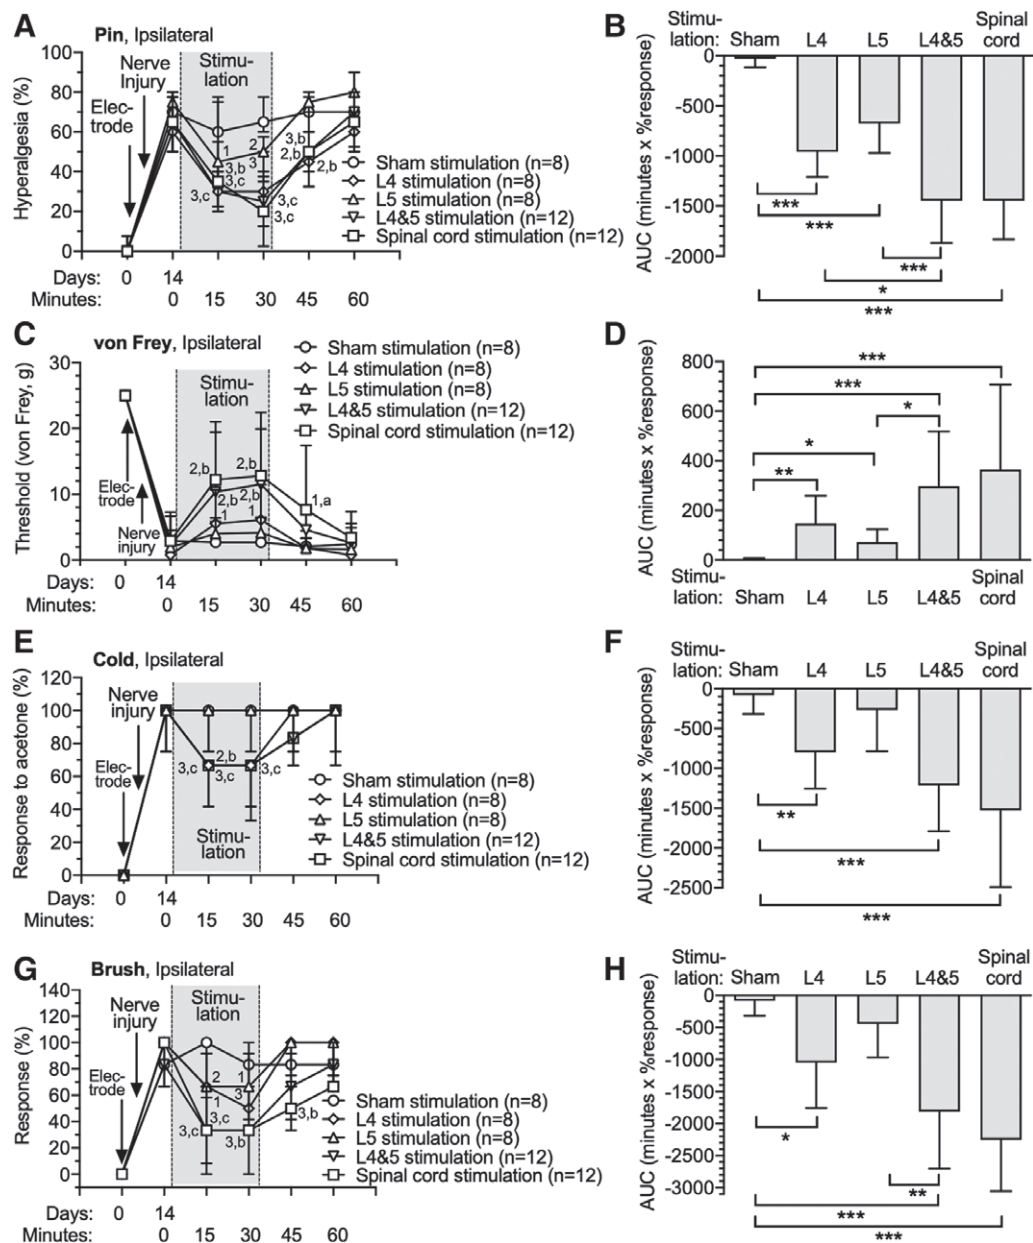 A
Pin, Ipsilateral
Hyperalgesia (%)
100
80
60
40
20
0
Nerve
Injury
Elec-
trode
Stimu-
lation
1
3,b
3,c
3,c
2
3
3,c
3,c
3,b
2,b
2,b
Sham stimulation (n=8)
L4 stimulation (n=8)
L5 stimulation (n=8)
L4&5 stimulation (n=12)
Spinal cord stimulation (n=12)
Days: 0 14
Minutes: 0 15 30 45 60
B
Stimu-
lation: Sham L4 L5 L4&5 Spinal
cord
AUC (minutes x %response)
0
-500
-1000
-1500
-2000
***
***
***
*
***
C
von Frey, Ipsilateral
Threshold (von Frey, g)
30
20
10
0
Stimu-
lation
Elec-
trode
Nerve
injury
2,b
2,b
2,b
2,b
1
1
1,a
Sham stimulation (n=8)
L4 stimulation (n=8)
L5 stimulation (n=8)
L4&5 stimulation (n=12)
Spinal cord stimulation (n=12)
Days: 0 14
Minutes: 0 15 30 45 60
D
AUC (minutes x %response)
800
600
400
200
0
***
***
*
*
**
Stimu-
lation: Sham L4 L5 L4&5 Spinal
cord
E
Cold, Ipsilateral
Response to acetone (%)
120
100
80
60
40
20
0
Nerve
injury
Elec-
trode
3,c
2,b
3,c
3,c
Stimu-
lation
Sham stimulation (n=8)
L4 stimulation (n=8)
L5 stimulation (n=8)
L4&5 stimulation (n=12)
Spinal cord stimulation (n=12)
Days: 0 14
Minutes: 0 15 30 45 60
F
Stimu-
lation: Sham L4 L5 L4&5 Spinal
cord
AUC (minutes x %response)
0
-500
-1000
-1500
-2000
-2500
**
***
***
G
Brush, Ipsilateral
Response (%)
140
120
100
80
60
40
20
0
Nerve
injury
Elec-
trode
Stimu-
lation
2
1
3,c
3,c
1
3
3,b
3,b
Sham stimulation (n=8)
L4 stimulation (n=8)
L5 stimulation (n=8)
L4&5 stimulation (n=12)
Spinal cord stimulation (n=12)
Days: 0 14
Minutes: 0 15 30 45 60
H
Stimu-
lation: Sham L4 L5 L4&5 Spinal
cord
AUC (minutes x %response)
0
-500
-1000
-1500
-2000
-2500
-3000
*
**
***
***